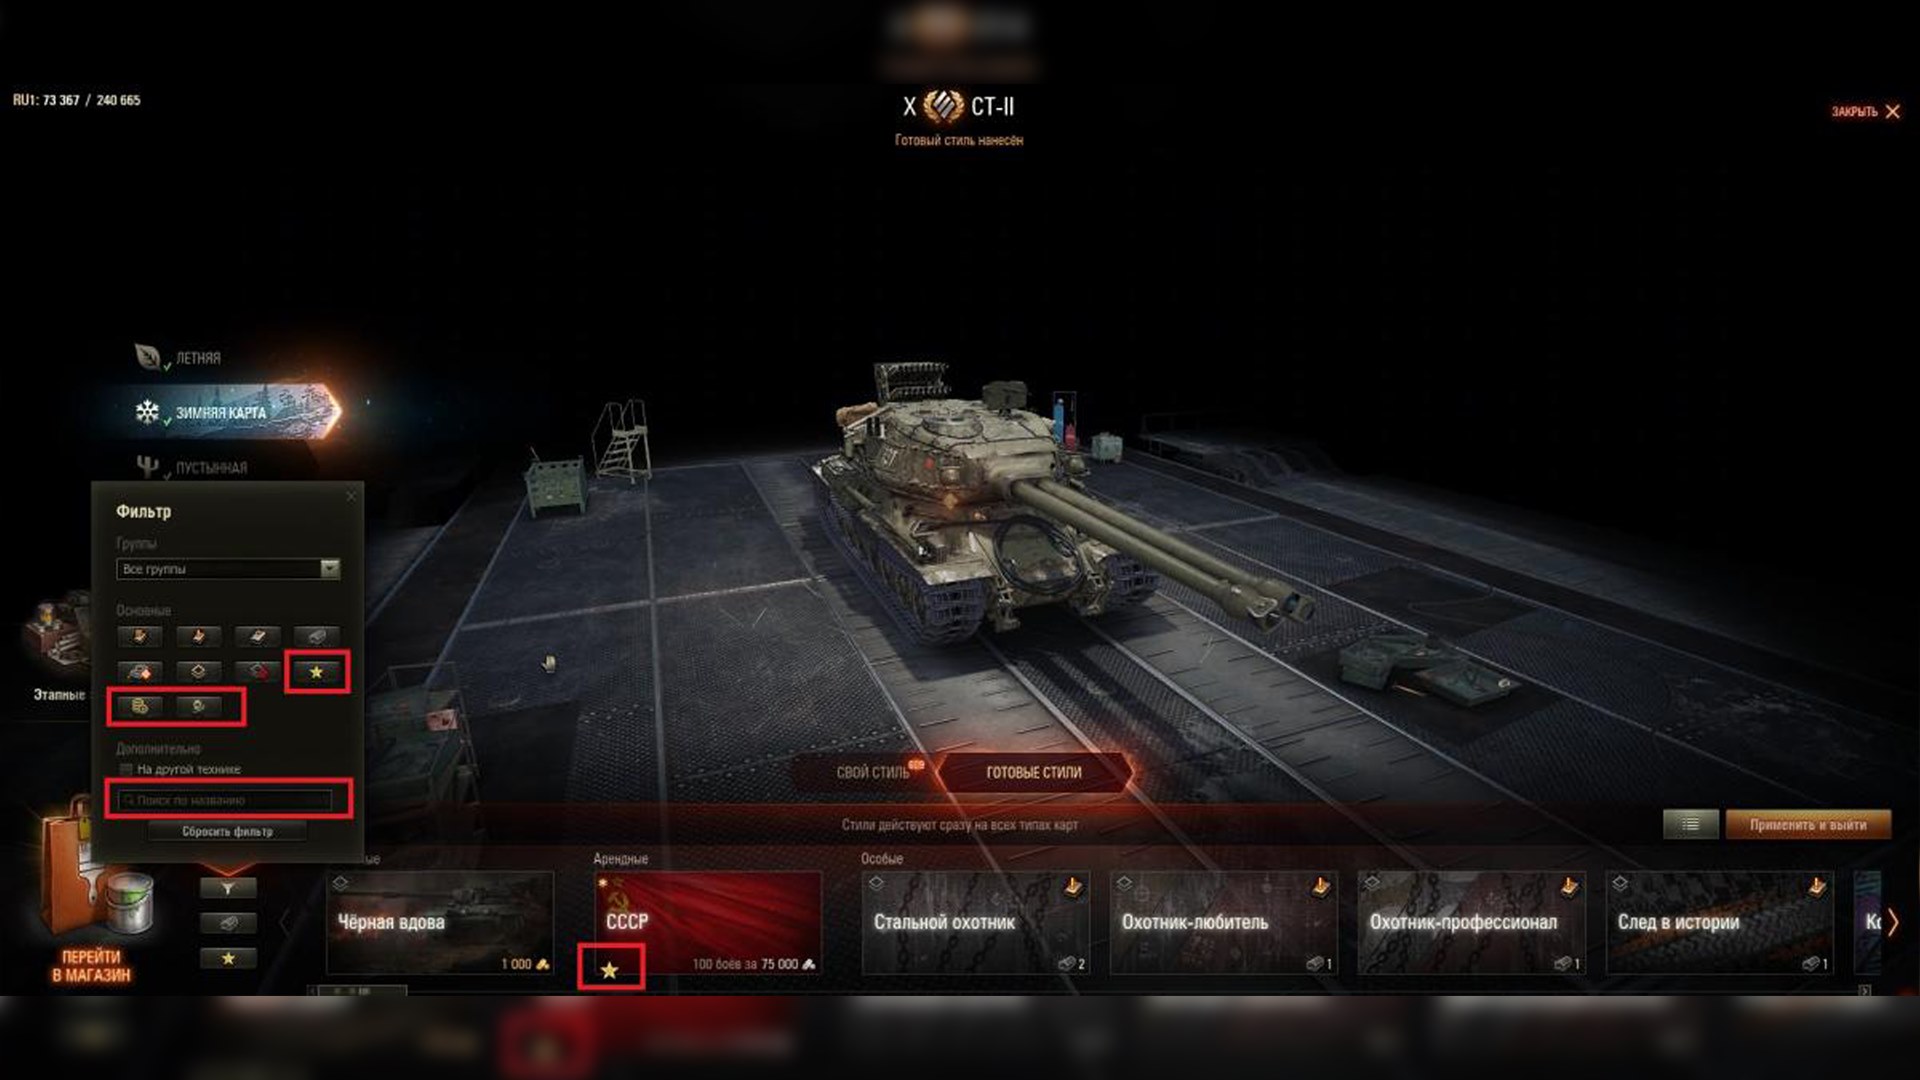 RU1: 73 367 / 240 665
X СТ-II
Готовый стиль нанесён
ЗАКРЫТЬ
ЛЕТНЯЯ
ЗИМНЯЯ КАРТА
ПУСТЫННАЯ
Фильтр
Группы
Все группы
Основные
Этапные
Дополнительно
На другой технике
Поиск по названию
Сбросить фильтр
СВОЙ СТИЛЬ
ГОТОВЫЕ СТИЛИ
Стили действуют сразу на всех типах карт
Применить и выйти
ые
Арендные
Особые
Чёрная вдова
1 000
СССР
100 боёв за 75 000
Стальной охотник
2
Охотник-любитель
1
Охотник-профессионал
1
След в истории
1
ПЕРЕЙТИ
В МАГАЗИН